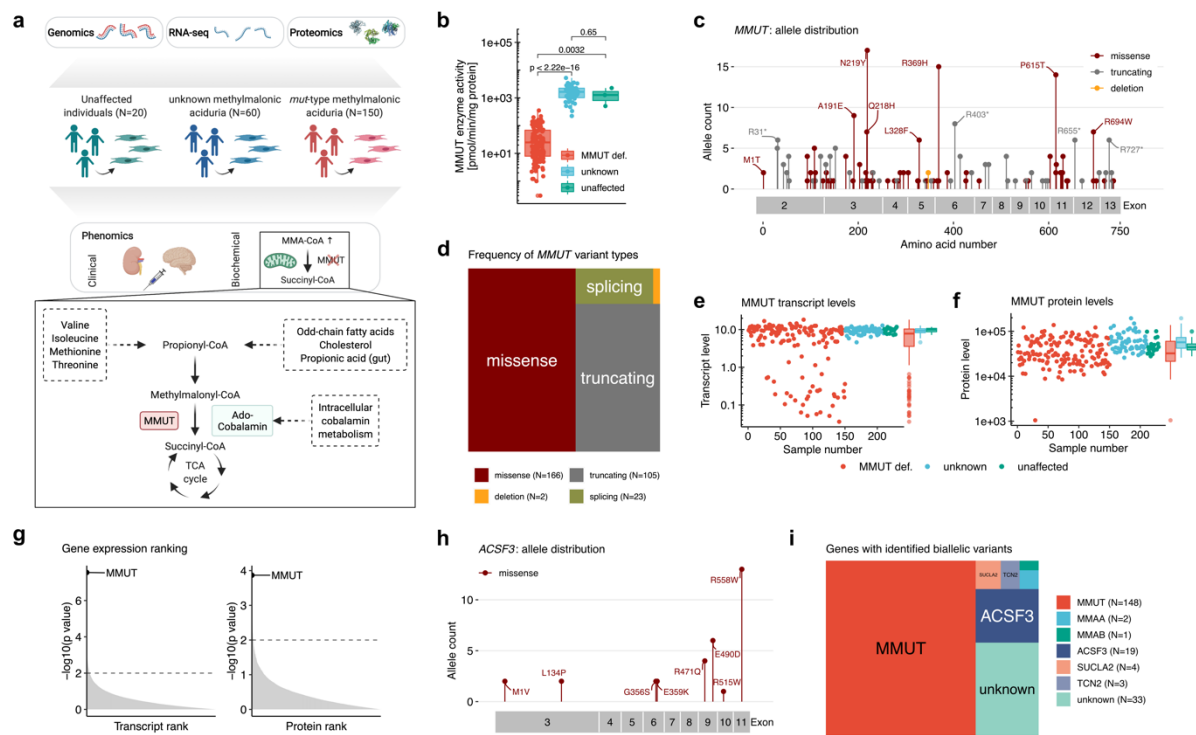 a
Genomics
RNA-seq
Proteomics
Unaffected
individuals (N=20)
unknown methylmalonic
aciduria (N=60)
mut-type methylmalonic
aciduria (N=150)
Phenomics
Clinical
Biochemical
MMA-CoA ↑
MMUT
Succinyl-CoA
Valine
Isoleucine
Methionine
Threonine
Propionyl-CoA
Odd-chain fatty acids
Cholesterol
Propionic acid (gut)
Methylmalonyl-CoA
MMUT
Ado-
Cobalamin
Intracellular
cobalamin
metabolism
Succinyl-CoA
TCA
cycle
b
MMUT enzyme activity
[pmol/min/mg protein]
1e+05
1e+03
1e+01
0.65
0.0032
p < 2.22e−16
MMUT def.
unknown
unaffected
c
MMUT: allele distribution
Allele count
15
10
5
0
N219Y
R369H
P615T
A191E
Q218H
L328F
R403*
R31*
M1T
R655*
R694W
R727*
missense
truncating
deletion
2 3 4 5 6 7 8 9 10 11 12 13 Exon
0 200 400 600 750
Amino acid number
d
Frequency of MMUT variant types
missense
splicing
truncating
missense (N=166)
truncating (N=105)
deletion (N=2)
splicing (N=23)
e
MMUT transcript levels
Transcript level
10.0
5.0
1.0
0.5
0.1
0 50 100 150 200
Sample number
f
MMUT protein levels
Protein level
1e+05
1e+04
1e+03
0 50 100 150 200
Sample number
MMUT def.
unknown
unaffected
g
Gene expression ranking
−log10(p value)
6
4
2
0
MMUT
Transcript rank
−log10(p value)
4
3
2
1
0
MMUT
Protein rank
h
ACSF3: allele distribution
missense
Allele count
10
5
0
R558W
E490D
R471Q
L134P
M1V
G356S
E359K
R515W
3 4 5 6 7 8 9 10 11 Exon
i
Genes with identified biallelic variants
MMUT
SUCLA2
TCN2
ACSF3
unknown
MMUT (N=148)
MMAA (N=2)
MMAB (N=1)
ACSF3 (N=19)
SUCLA2 (N=4)
TCN2 (N=3)
unknown (N=33)